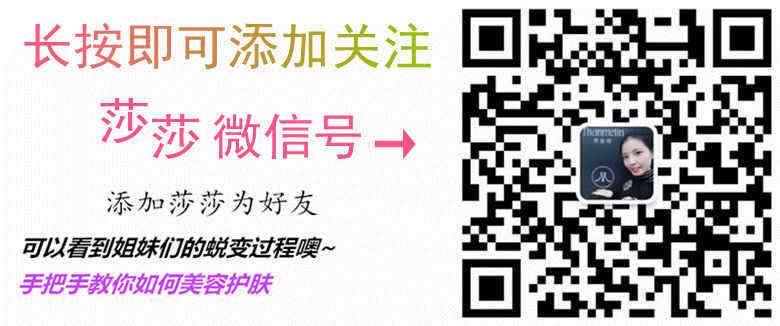 长按即可添加关注
莎莎 微信号
添加莎莎为好友
可以看到姐妹们的蜕变过程噢~
手把手教你如何美容护肤